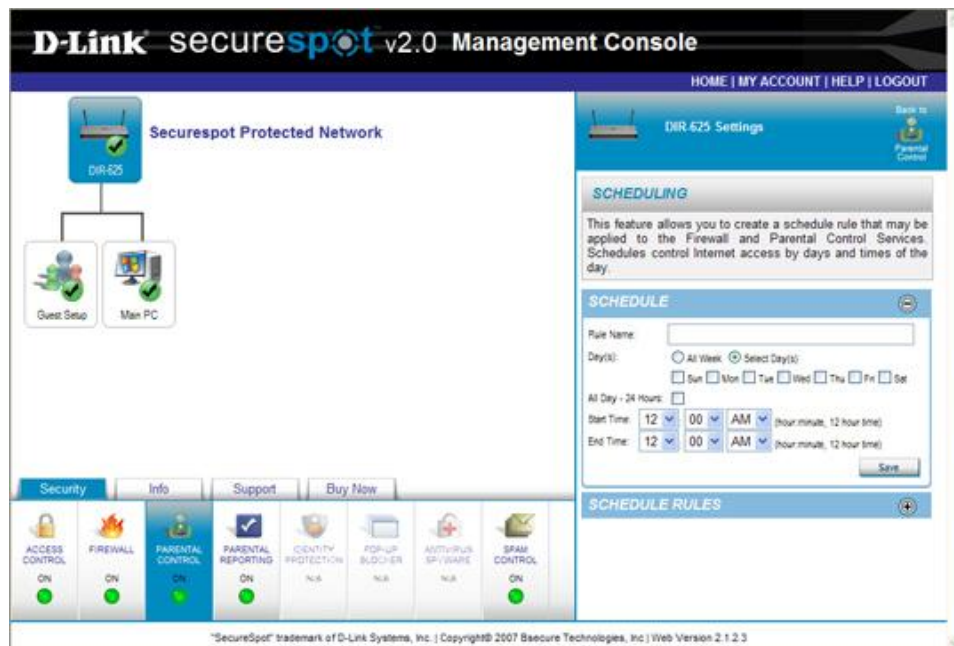 D-Link securespot v2.0 Management Console
HOME | MY ACCOUNT | HELP | LOGOUT
DIR-625
Securespot Protected Network
Guest Setup
Main PC
DIR-625 Settings
Back to
Parental
Control
SCHEDULING
This feature allows you to create a schedule rule that may be
applied to the Firewall and Parental Control Services.
Schedules control Internet access by days and times of the
day.
SCHEDULE
Rule Name:
Day(s): All Week Select Day(s)
Sun Mon Tue Wed Thu Fri Sat
All Day - 24 Hours:
Start Time: 12 : 00 AM (hour:minute, 12 hour time)
End Time: 12 : 00 AM (hour:minute, 12 hour time)
Save
SCHEDULE RULES
Security Info Support Buy Now
ACCESS CONTROL ON
FIREWALL ON
PARENTAL CONTROL ON
PARENTAL REPORTING ON
IDENTITY PROTECTION N/A
POP-UP BLOCKER N/A
ANTIVIRUS SPYWARE N/A
SPAM CONTROL ON
"SecureSpot" trademark of D-Link Systems, Inc. | Copyright© 2007 Bsecure Technologies, Inc | Web Version 2.1.2.3